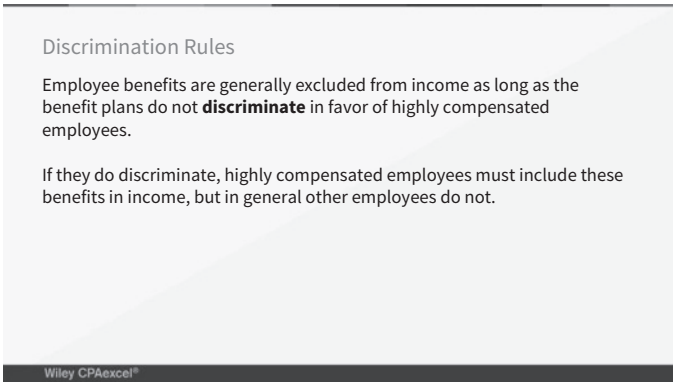 Discrimination Rules
Employee benefits are generally excluded from income as long as the
benefit plans do not discriminate in favor of highly compensated
employees.
If they do discriminate, highly compensated employees must include these
benefits in income, but in general other employees do not.
Wiley CPAexcel®